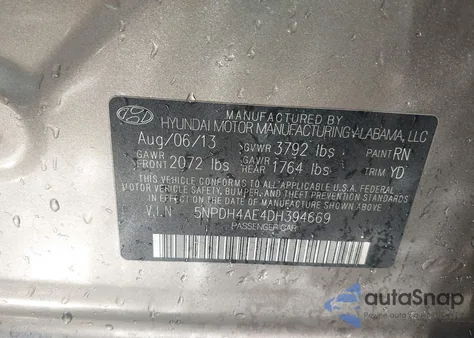 MANUFACTURED BY
HYUNDAI MOTOR MANUFACTURING ALABAMA, LLC
Aug/06/13 GVWR 3792 lbs PAINT RN
GAWR FRONT 2072 lbs GAWR REAR 1764 lbs TRIM YD
THIS VEHICLE CONFORMS TO ALL APPLICABLE U.S. FEDERAL
MOTOR VEHICLE SAFETY, BUMPER, AND THEFT PREVENTION
STANDARDS IN EFFECT ON THE DATE OF MANUFACTURE SHOWN ABOVE.
V.I.N 5NPDH4AE4DH394669
PASSENGER CAR
autoSnap